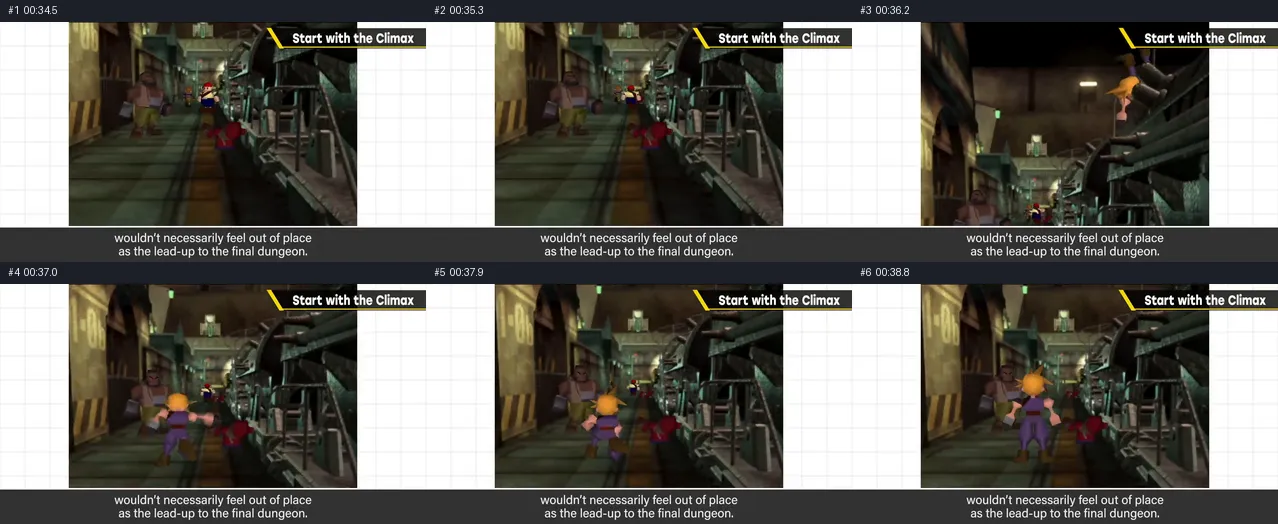 #1 00:34.5
Start with the Climax
wouldn't necessarily feel out of place
as the lead-up to the final dungeon.
#2 00:35.3
Start with the Climax
wouldn't necessarily feel out of place
as the lead-up to the final dungeon.
#3 00:36.2
Start with the Climax
wouldn't necessarily feel out of place
as the lead-up to the final dungeon.
#4 00:37.0
Start with the Climax
wouldn't necessarily feel out of place
as the lead-up to the final dungeon.
#5 00:37.9
Start with the Climax
wouldn't necessarily feel out of place
as the lead-up to the final dungeon.
#6 00:38.8
Start with the Climax
wouldn't necessarily feel out of place
as the lead-up to the final dungeon.